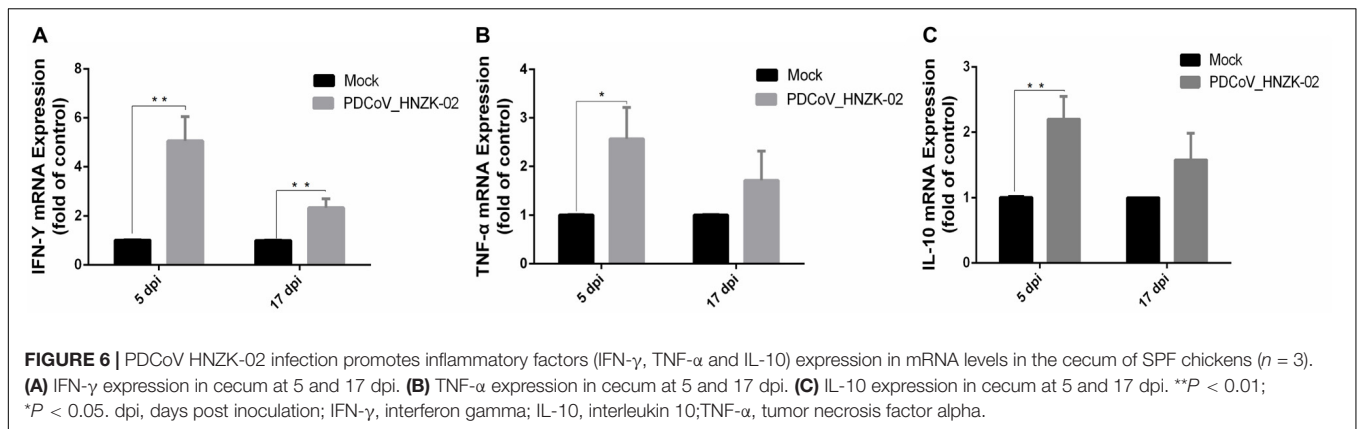 A
IFN-Y mRNA Expression
(fold of control)
8
6
4
2
0
**
**
Mock
PDCoV_HNZK-02
5 dpi
17 dpi
B
TNF-α mRNA Expression
(fold of control)
4
3
2
1
0
*
Mock
PDCoV_HNZK-02
5 dpi
17 dpi
C
IL-10 mRNA Expression
(fold of control)
3
2
1
0
**
Mock
PDCoV_HNZK-02
5 dpi
17 dpi
FIGURE 6 | PDCoV HNZK-02 infection promotes inflammatory factors (IFN-γ, TNF-α and IL-10) expression in mRNA levels in the cecum of SPF chickens (n = 3).
(A) IFN-γ expression in cecum at 5 and 17 dpi. (B) TNF-α expression in cecum at 5 and 17 dpi. (C) IL-10 expression in cecum at 5 and 17 dpi. **P < 0.01;
*P < 0.05. dpi, days post inoculation; IFN-γ, interferon gamma; IL-10, interleukin 10;TNF-α, tumor necrosis factor alpha.